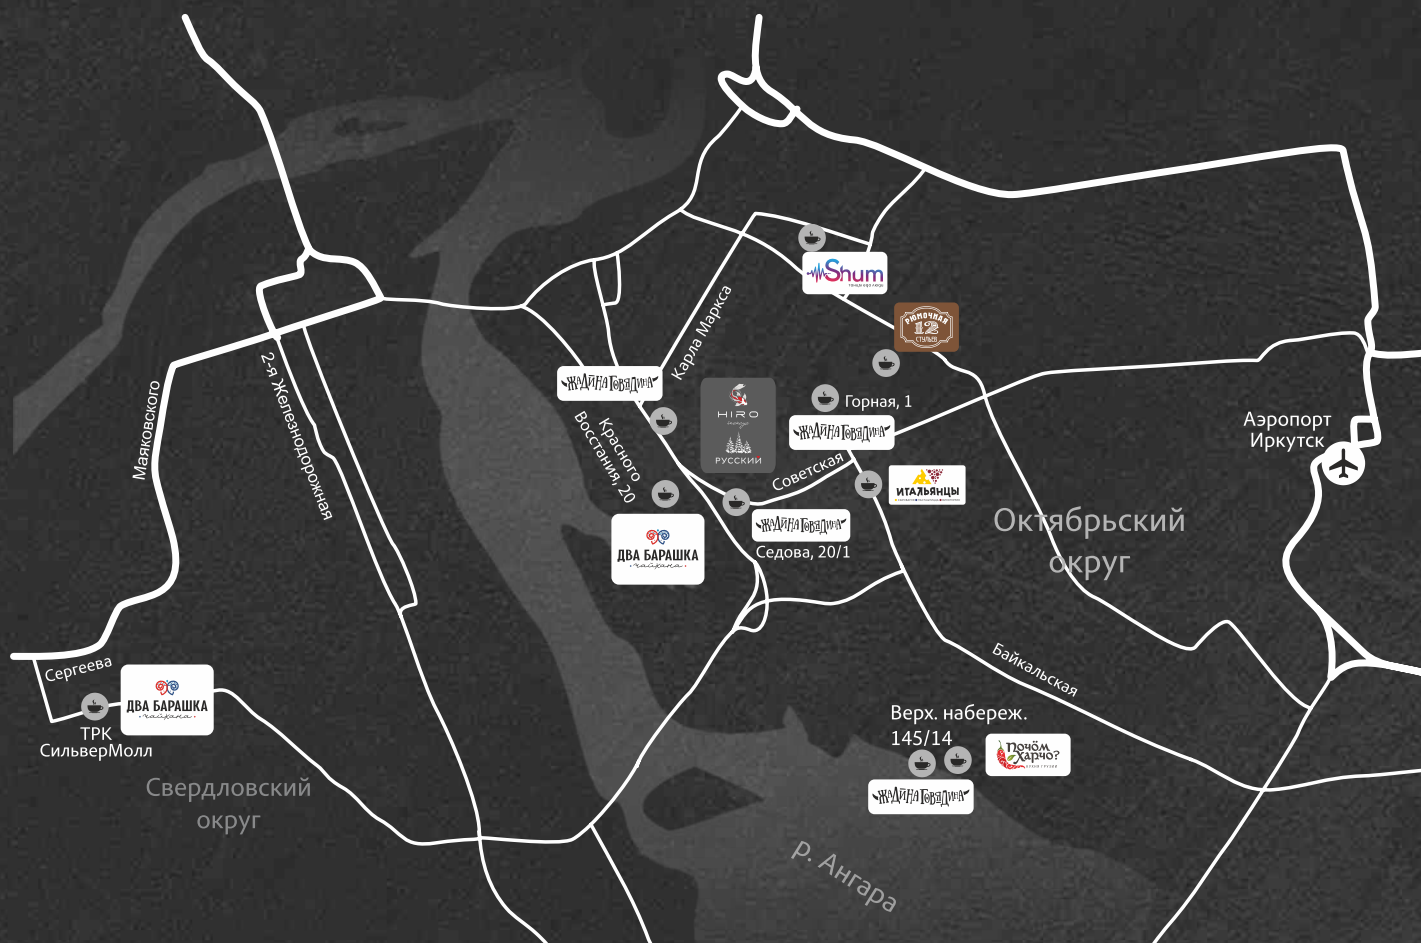 Shum
Карла Маркса
РЮМОЧНАЯ
12
СТУЛЬЕВ
2-я Железнодорожная
Маяковского
ЖАДИНА ГОВЯДИНА
HIRO
РУССКИЙ
Горная, 1
ЖАДИНА ГОВЯДИНА
Аэропорт
Иркутск
Красного
Восстания, 20
Советская
ИТАЛЬЯНЦЫ
ДВА БАРАШКА
чайхана
ЖАДИНА ГОВЯДИНА
Седова, 20/1
Октябрьский
округ
Байкальская
Сергеева
ДВА БАРАШКА
чайхана
ТРК
СильверМолл
Свердловский
округ
Верх. набереж.
145/14
Почём
Харчо?
ЖАДИНА ГОВЯДИНА
р. Ангара